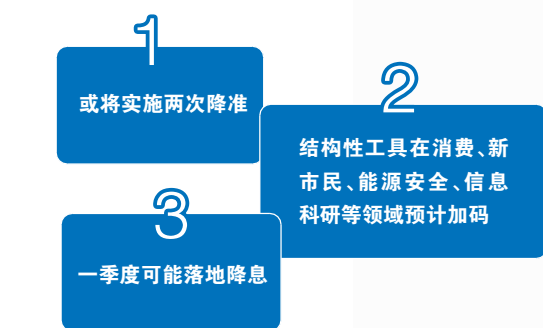 1
或将实施两次降准
2
结构性工具在消费、新
市民、能源安全、信息
科研等领域预计加码
3
一季度可能落地降息